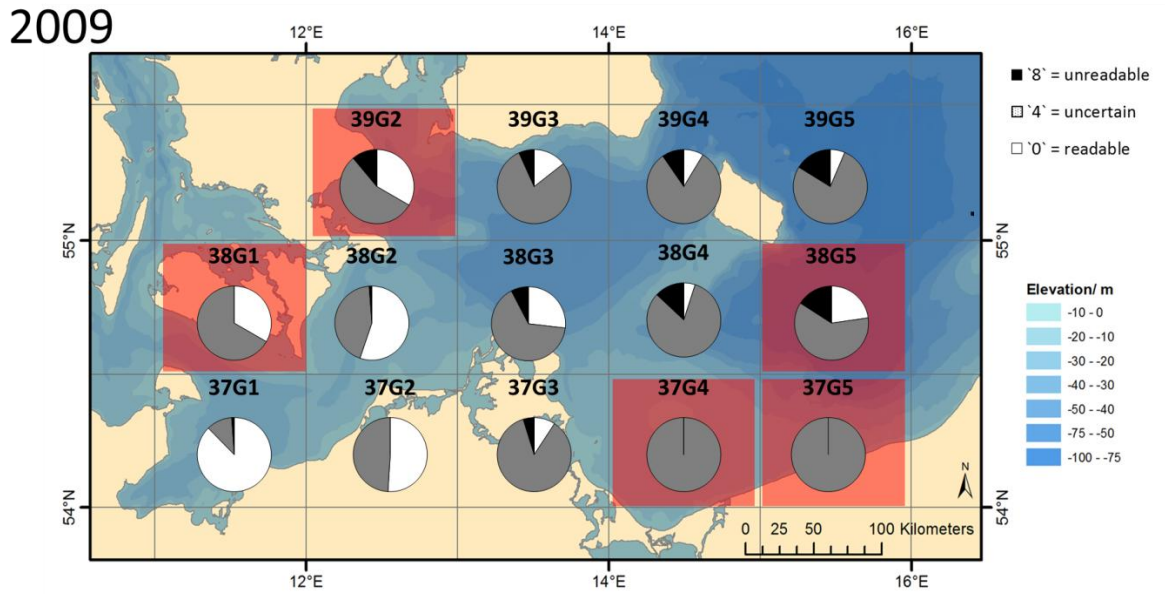 2009
12°E 14°E 16°E
`8` = unreadable
`4` = uncertain
`0` = readable
39G2 39G3 39G4 39G5
55°N 55°N
38G1 38G2 38G3 38G4 38G5
Elevation/ m
-10 - 0
-20 - -10
-30 - -20
-40 - -30
-50 - -40
-75 - -50
-100 - -75
37G1 37G2 37G3 37G4 37G5
N
54°N 54°N
0 25 50 100 Kilometers
12°E 14°E 16°E